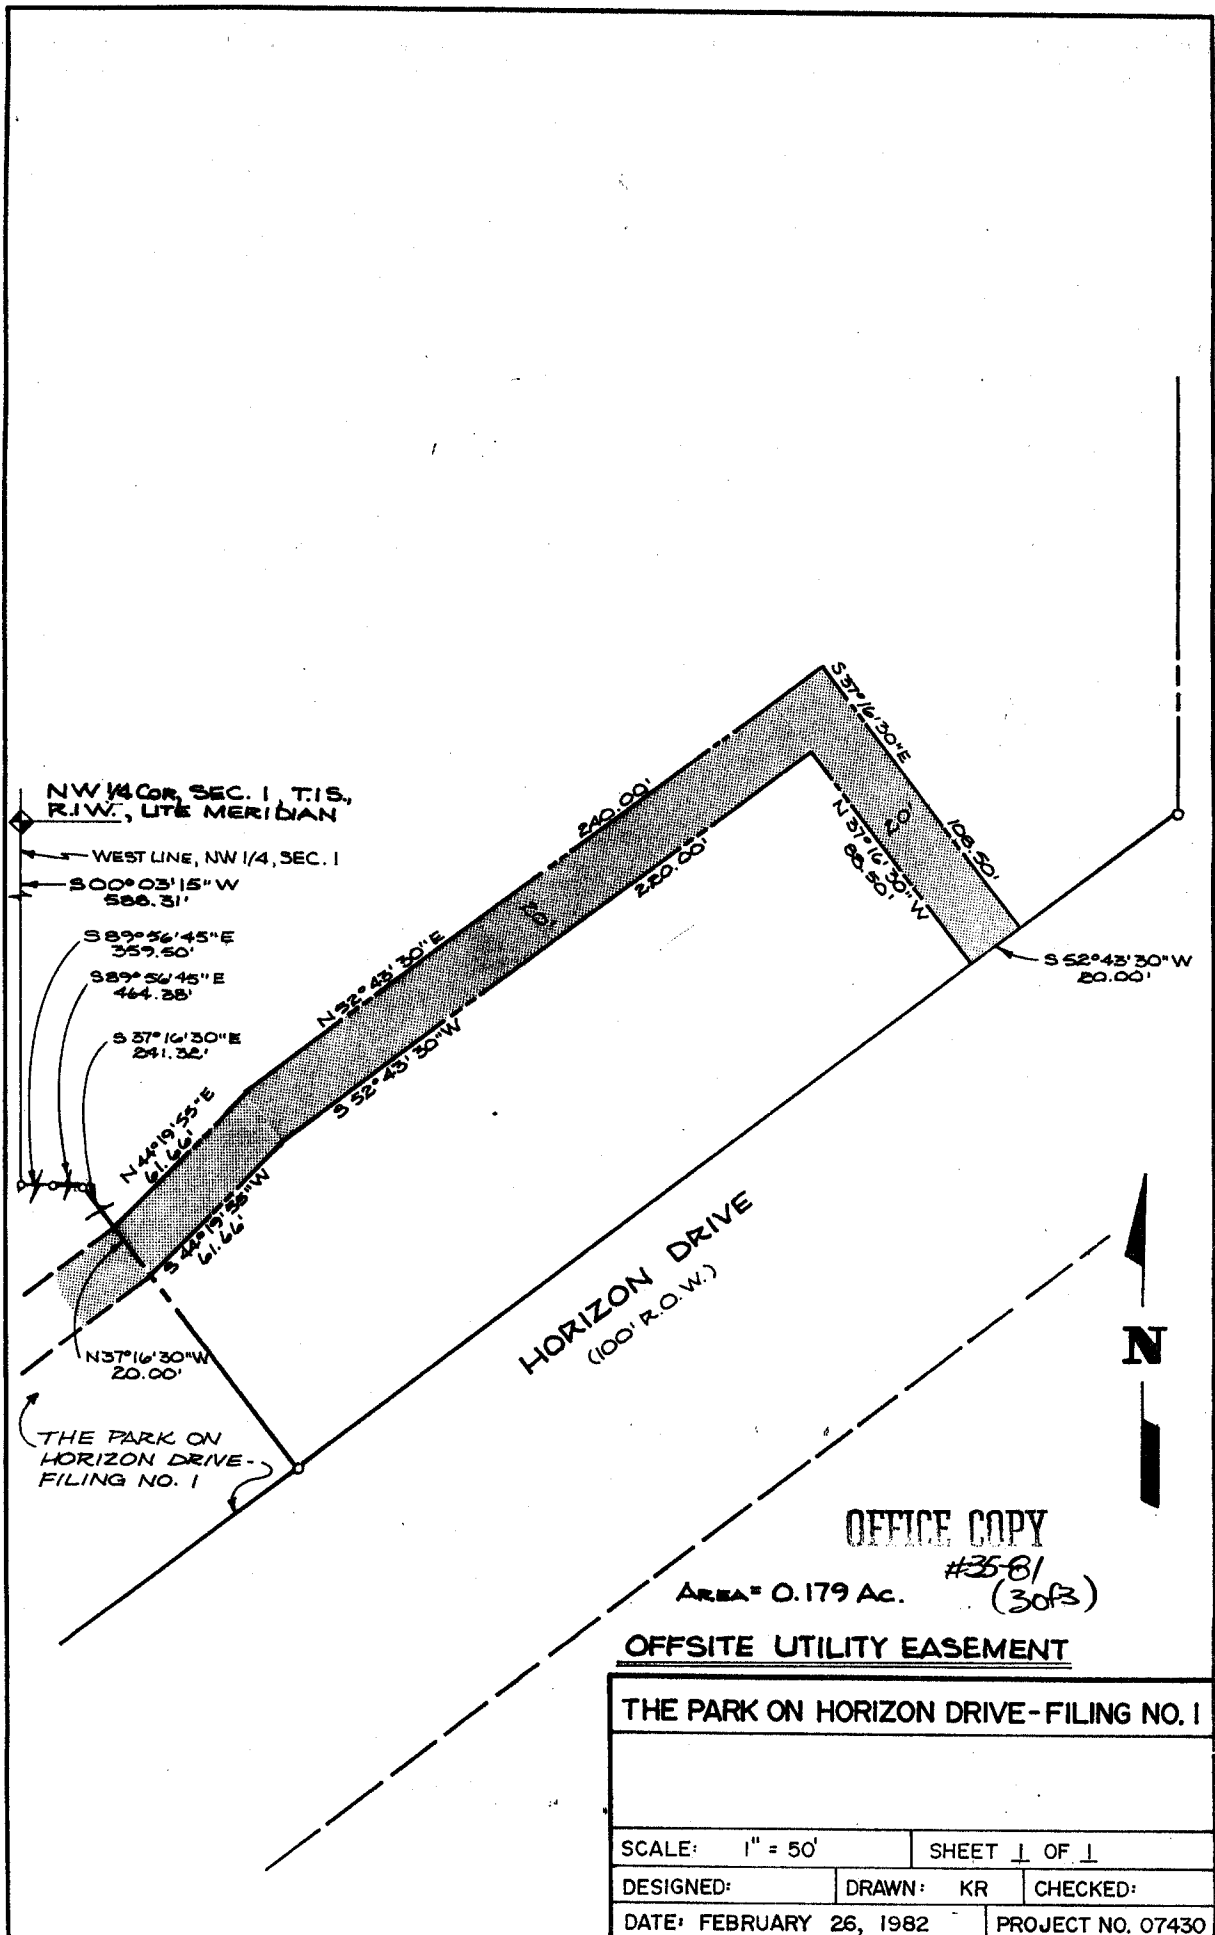 NW 1/4 COR, SEC. 1, T.1S.,
R.1W., UTE MERIDIAN
WEST LINE, NW 1/4, SEC. 1
S00°03'15"W
588.31'
S89°56'45"E
359.50'
S89°56'45"E
464.38'
S37°16'30"E
241.32'
N44°19'55"E
61.66'
S44°19'55"W
61.66'
N52°43'30"E
240.00'
20'
S52°43'30"W
220.00'
S37°16'30"E
108.50'
20'
N37°16'30"W
88.50'
S52°43'30"W
20.00'
N37°16'30"W
20.00'
THE PARK ON
HORIZON DRIVE-
FILING NO. 1
HORIZON DRIVE
(100' R.O.W.)
N
OFFICE COPY
#35-81
(3 of 3)
AREA = 0.179 AC.
OFFSITE UTILITY EASEMENT
THE PARK ON HORIZON DRIVE-FILING NO. 1
SCALE: 1" = 50'
SHEET 1 OF 1
DESIGNED:
DRAWN: KR
CHECKED:
DATE: FEBRUARY 26, 1982
PROJECT NO. 07430